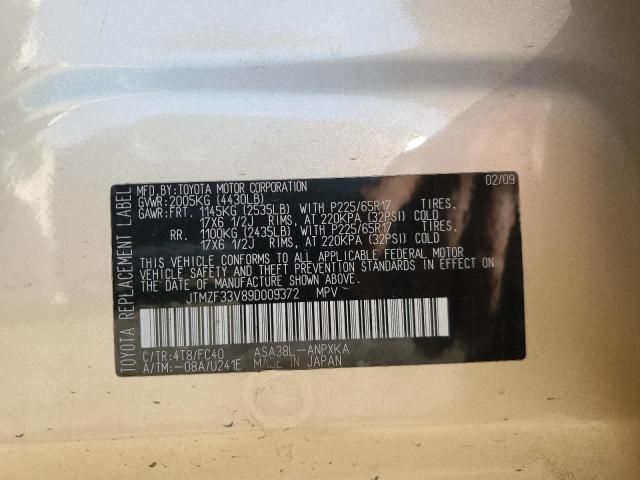 TOYOTA REPLACEMENT LABEL
MFD.BY:TOYOTA MOTOR CORPORATION 02/09
GVWR:2005KG (4430LB)
GAWR:FRT. 1145KG (2535LB) WITH P225/65R17 TIRES,
17X6 1/2J RIMS, AT 220KPA (32PSI) COLD
RR. 1100KG (2435LB) WITH P225/65R17 TIRES,
17X6 1/2J RIMS, AT 220KPA (32PSI) COLD
THIS VEHICLE CONFORMS TO ALL APPLICABLE FEDERAL MOTOR
VEHICLE SAFETY AND THEFT PREVENTION STANDARDS IN EFFECT ON
THE DATE OF MANUFACTURE SHOWN ABOVE.
JTMZF33V89D009372 MPV
C/TR:4T8/FC40 ASA38L-ANPXKA
A/TM:-08A/U241E MADE IN JAPAN